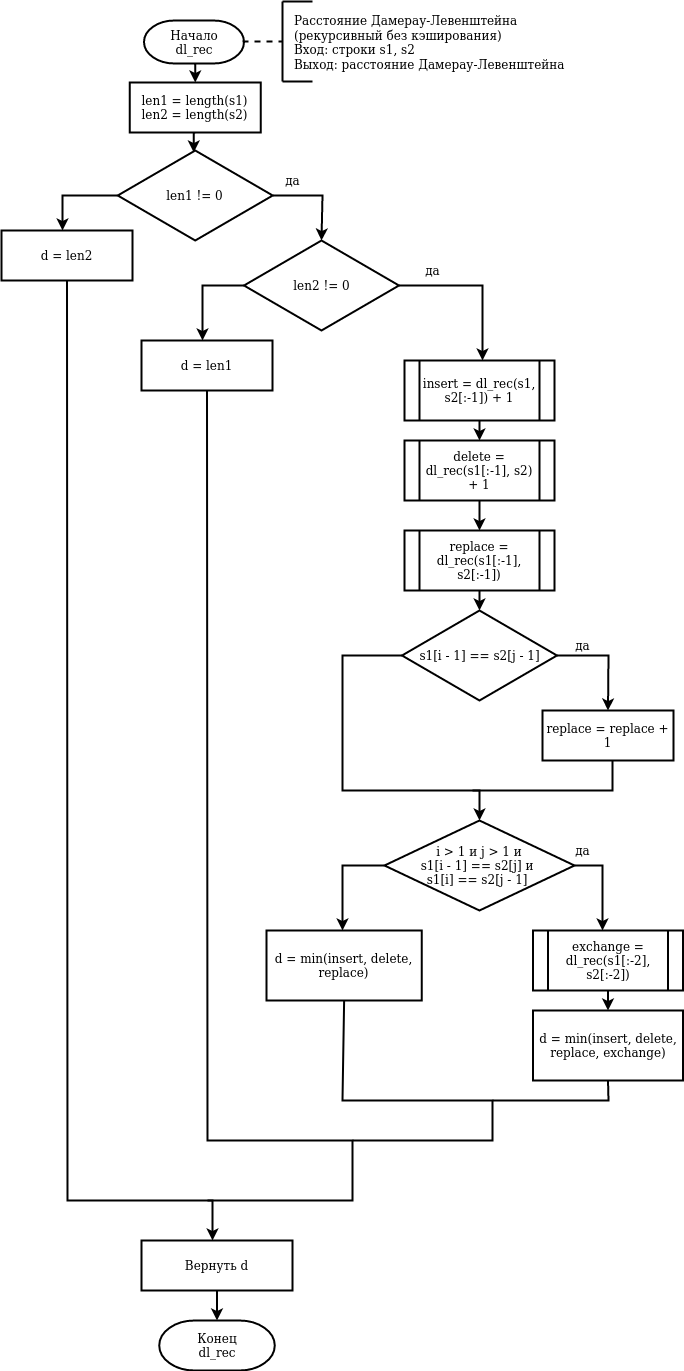 Начало
dl_rec
Расстояние Дамерау-Левенштейна
(рекурсивный без кэширования)
Вход: строки s1, s2
Выход: расстояние Дамерау-Левенштейна
len1 = length(s1)
len2 = length(s2)
len1 != 0
да
d = len2
len2 != 0
да
d = len1
insert = dl_rec(s1,
s2[:-1]) + 1
delete =
dl_rec(s1[:-1], s2)
+ 1
replace =
dl_rec(s1[:-1],
s2[:-1])
s1[i - 1] == s2[j - 1]
да
replace = replace +
1
i > 1 и j > 1 и
s1[i - 1] == s2[j] и
s1[i] == s2[j - 1]
да
d = min(insert, delete,
replace)
exchange =
dl_rec(s1[:-2],
s2[:-2])
d = min(insert, delete,
replace, exchange)
Вернуть d
Конец
dl_rec